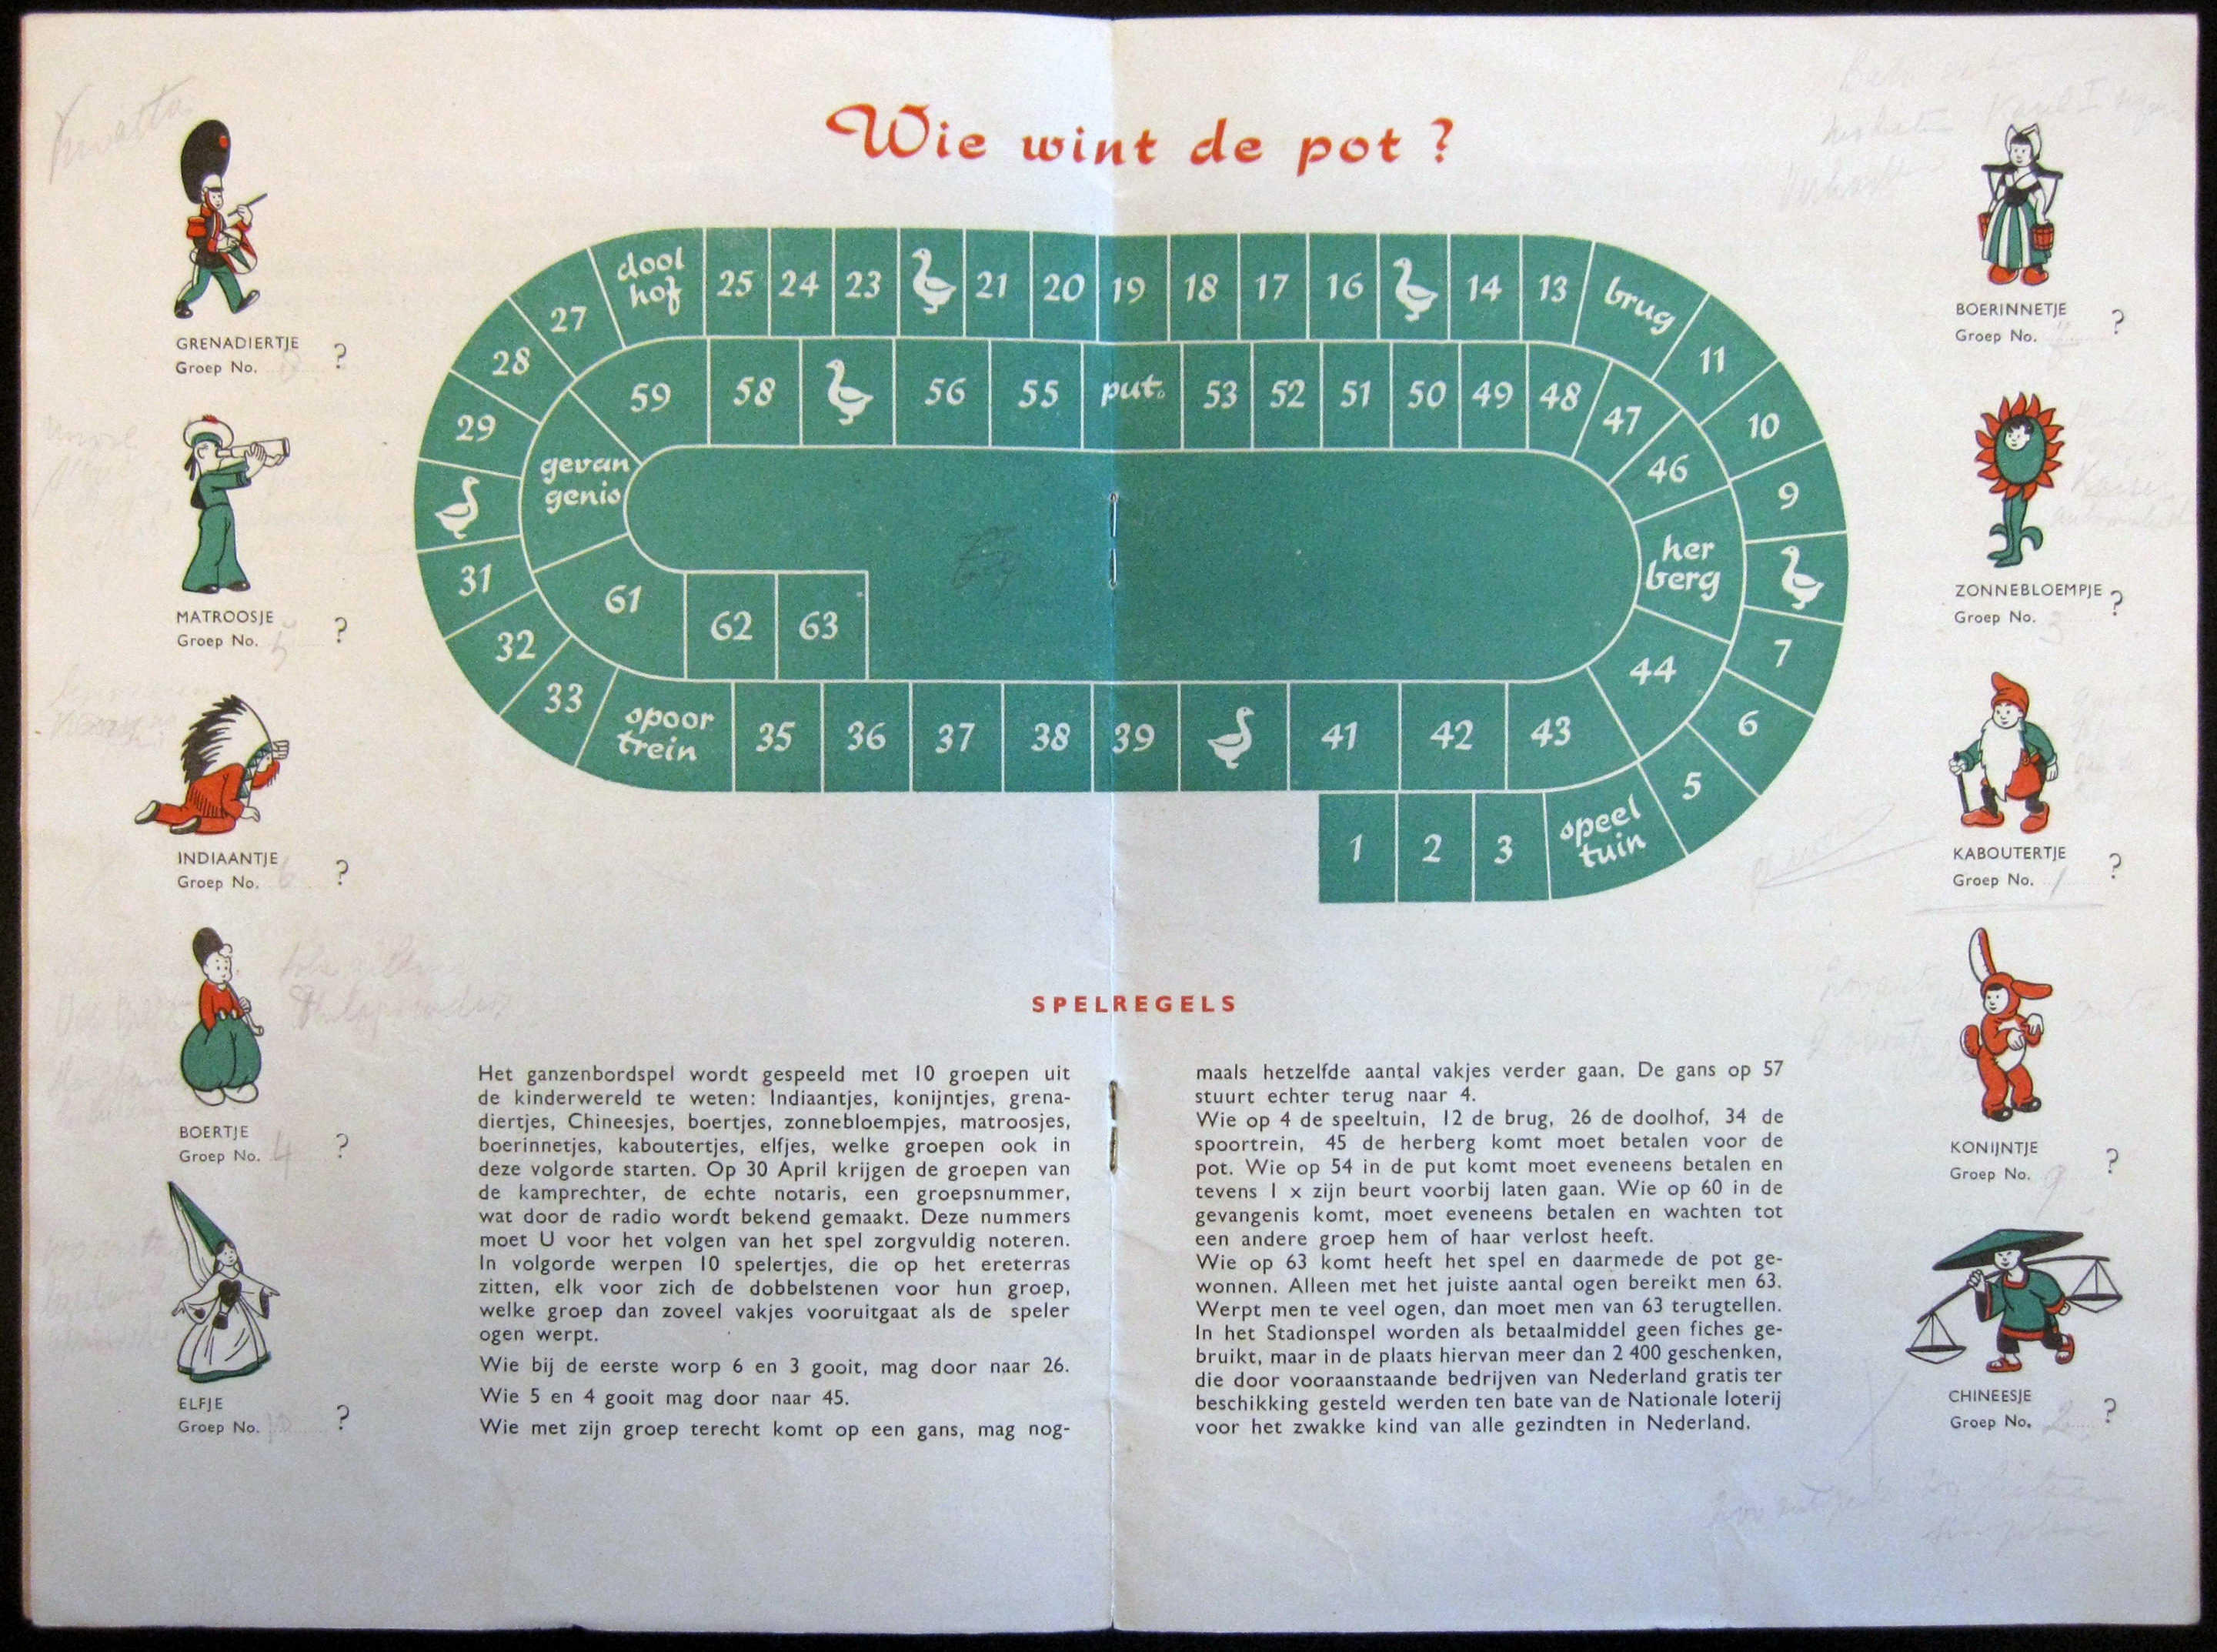 Wie wint de pot ?
GRENADIERTJE
Groep No. ?
MATROOSJE
Groep No. 5 ?
INDIAANTJE
Groep No. 6 ?
BOERTJE
Groep No. 4 ?
ELFJE
Groep No. 10 ?
dool
hof
25 24 23 21 20 19 18 17 16 14 13 brug
27
28
29
31
32
33
spoor
trein
35 36 37 38 39 41 42 43
11
10
9
7
6
5
speel
tuin
1 2 3
59 58 56 55 put. 53 52 51 50 49 48
47
46
her
berg
44
gevan
genis
61 62 63
BOERINNETJE
Groep No. ?
ZONNEBLOEMPJE
Groep No. 3 ?
KABOUTERTJE
Groep No. 1 ?
KONIJNTJE
Groep No. 9 ?
CHINEESJE
Groep No. 2 ?
SPELREGELS
Het ganzenbordspel wordt gespeeld met 10 groepen uit
de kinderwereld te weten: Indiaantjes, konijntjes, grena-
diertjes, Chineesjes, boertjes, zonnebloempjes, matroosjes,
boerinnetjes, kaboutertjes, elfjes, welke groepen ook in
deze volgorde starten. Op 30 April krijgen de groepen van
de kamprechter, de echte notaris, een groepsnummer,
wat door de radio wordt bekend gemaakt. Deze nummers
moet U voor het volgen van het spel zorgvuldig noteren.
In volgorde werpen 10 spelertjes, die op het ereterras
zitten, elk voor zich de dobbelstenen voor hun groep,
welke groep dan zoveel vakjes vooruitgaat als de speler
ogen werpt.
Wie bij de eerste worp 6 en 3 gooit, mag door naar 26.
Wie 5 en 4 gooit mag door naar 45.
Wie met zijn groep terecht komt op een gans, mag nog-
maals hetzelfde aantal vakjes verder gaan. De gans op 57
stuurt echter terug naar 4.
Wie op 4 de speeltuin, 12 de brug, 26 de doolhof, 34 de
spoortrein, 45 de herberg komt moet betalen voor de
pot. Wie op 54 in de put komt moet eveneens betalen en
tevens 1 x zijn beurt voorbij laten gaan. Wie op 60 in de
gevangenis komt, moet eveneens betalen en wachten tot
een andere groep hem of haar verlost heeft.
Wie op 63 komt heeft het spel en daarmede de pot ge-
wonnen. Alleen met het juiste aantal ogen bereikt men 63.
Werpt men te veel ogen, dan moet men van 63 terugtellen.
In het Stadionspel worden als betaalmiddel geen fiches ge-
bruikt, maar in de plaats hiervan meer dan 2 400 geschenken,
die door vooraanstaande bedrijven van Nederland gratis ter
beschikking gesteld werden ten bate van de Nationale loterij
voor het zwakke kind van alle gezindten in Nederland.